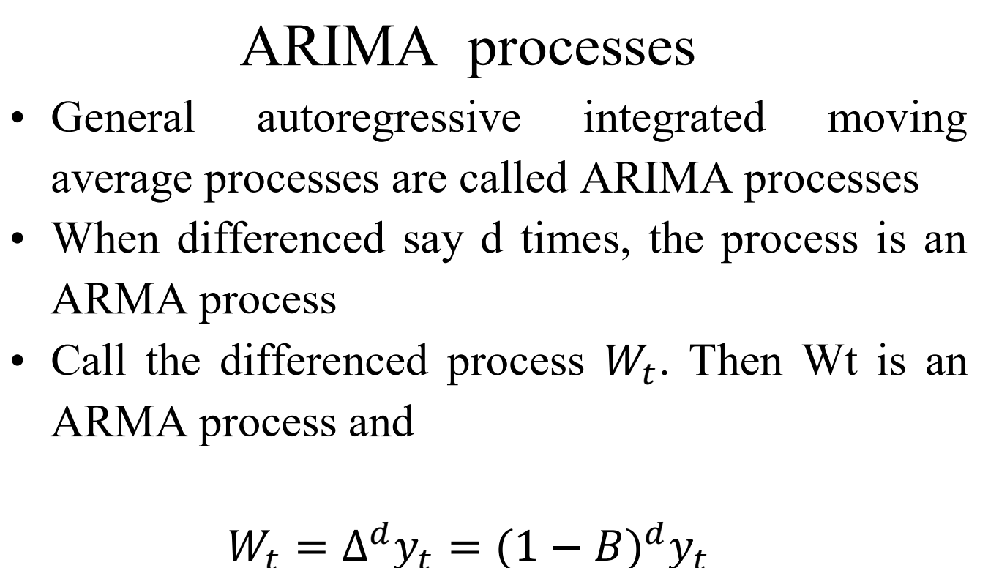 ARIMA processes
• General autoregressive integrated moving
average processes are called ARIMA processes
• When differenced say d times, the process is an
ARMA process
• Call the differenced process W_t. Then Wt is an
ARMA process and
W_t = Δ^d y_t = (1 − B)^d y_t